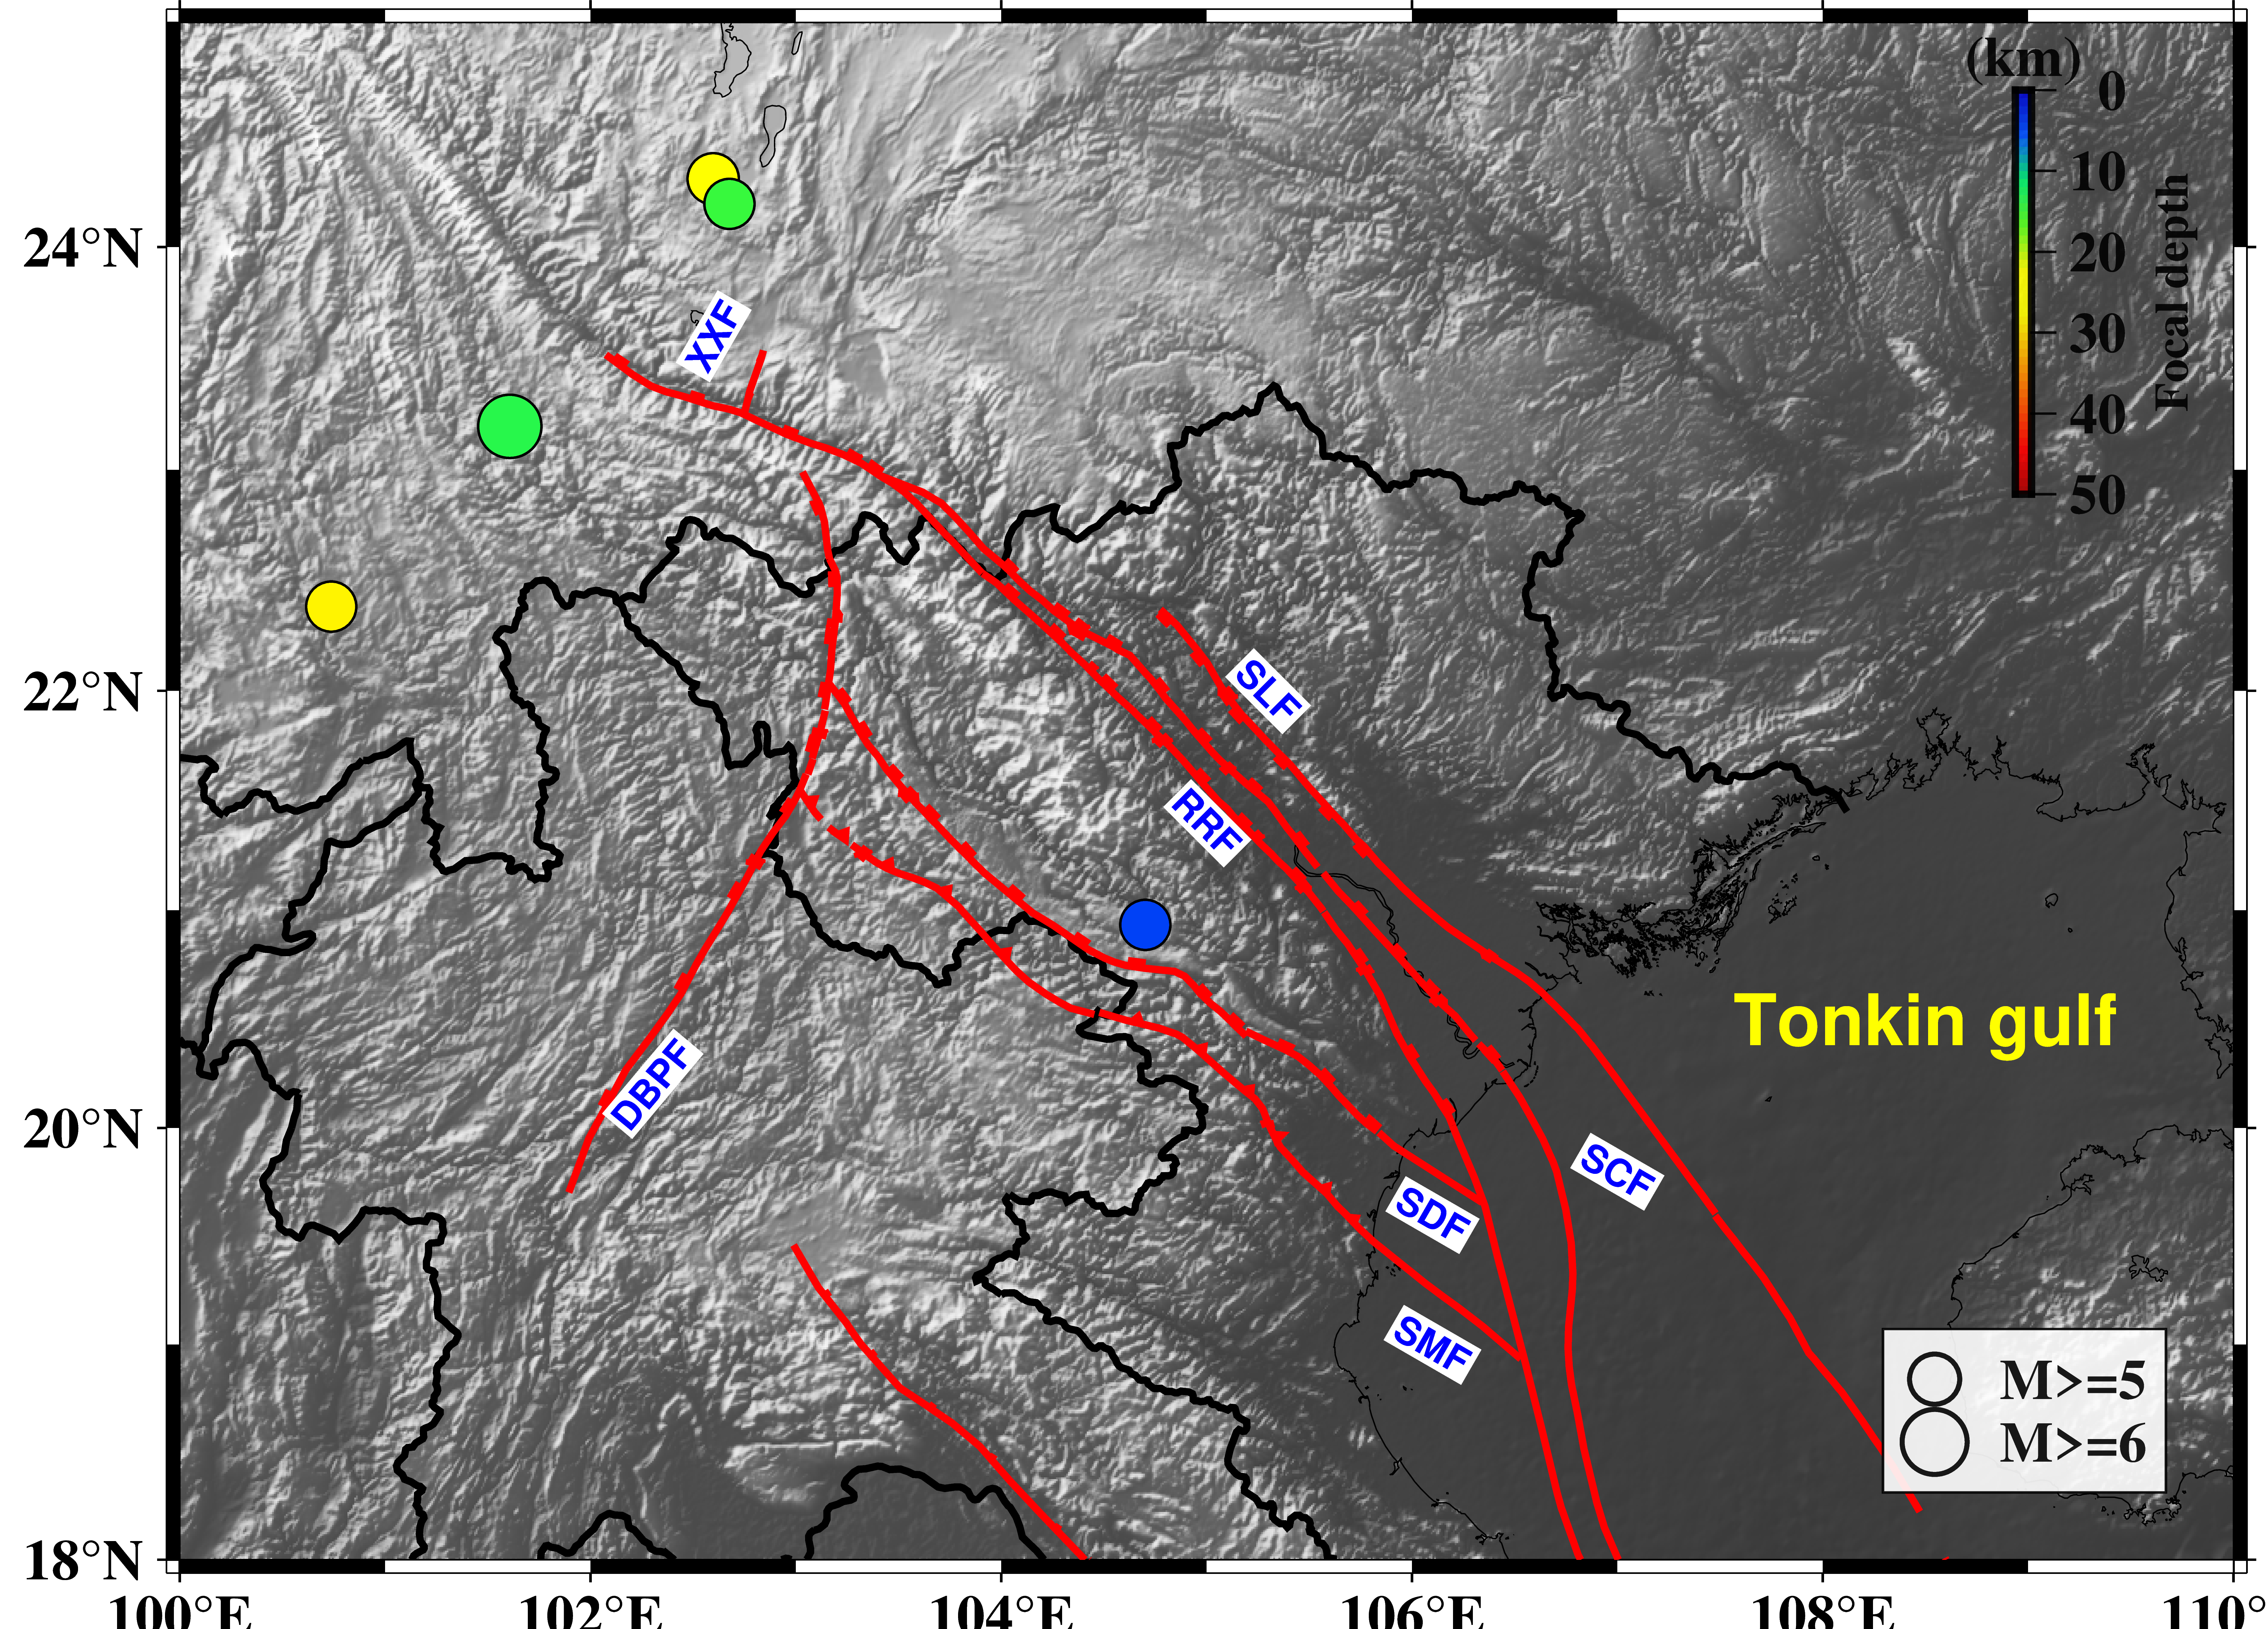 (km)
0
10
20
30
40
50
Focal depth
24°N
22°N
20°N
18°N
XXF
SLF
RRF
DBPF
SCF
SDF
SMF
Tonkin gulf
M>=5
M>=6
100°E
102°E
104°E
106°E
108°E
110°